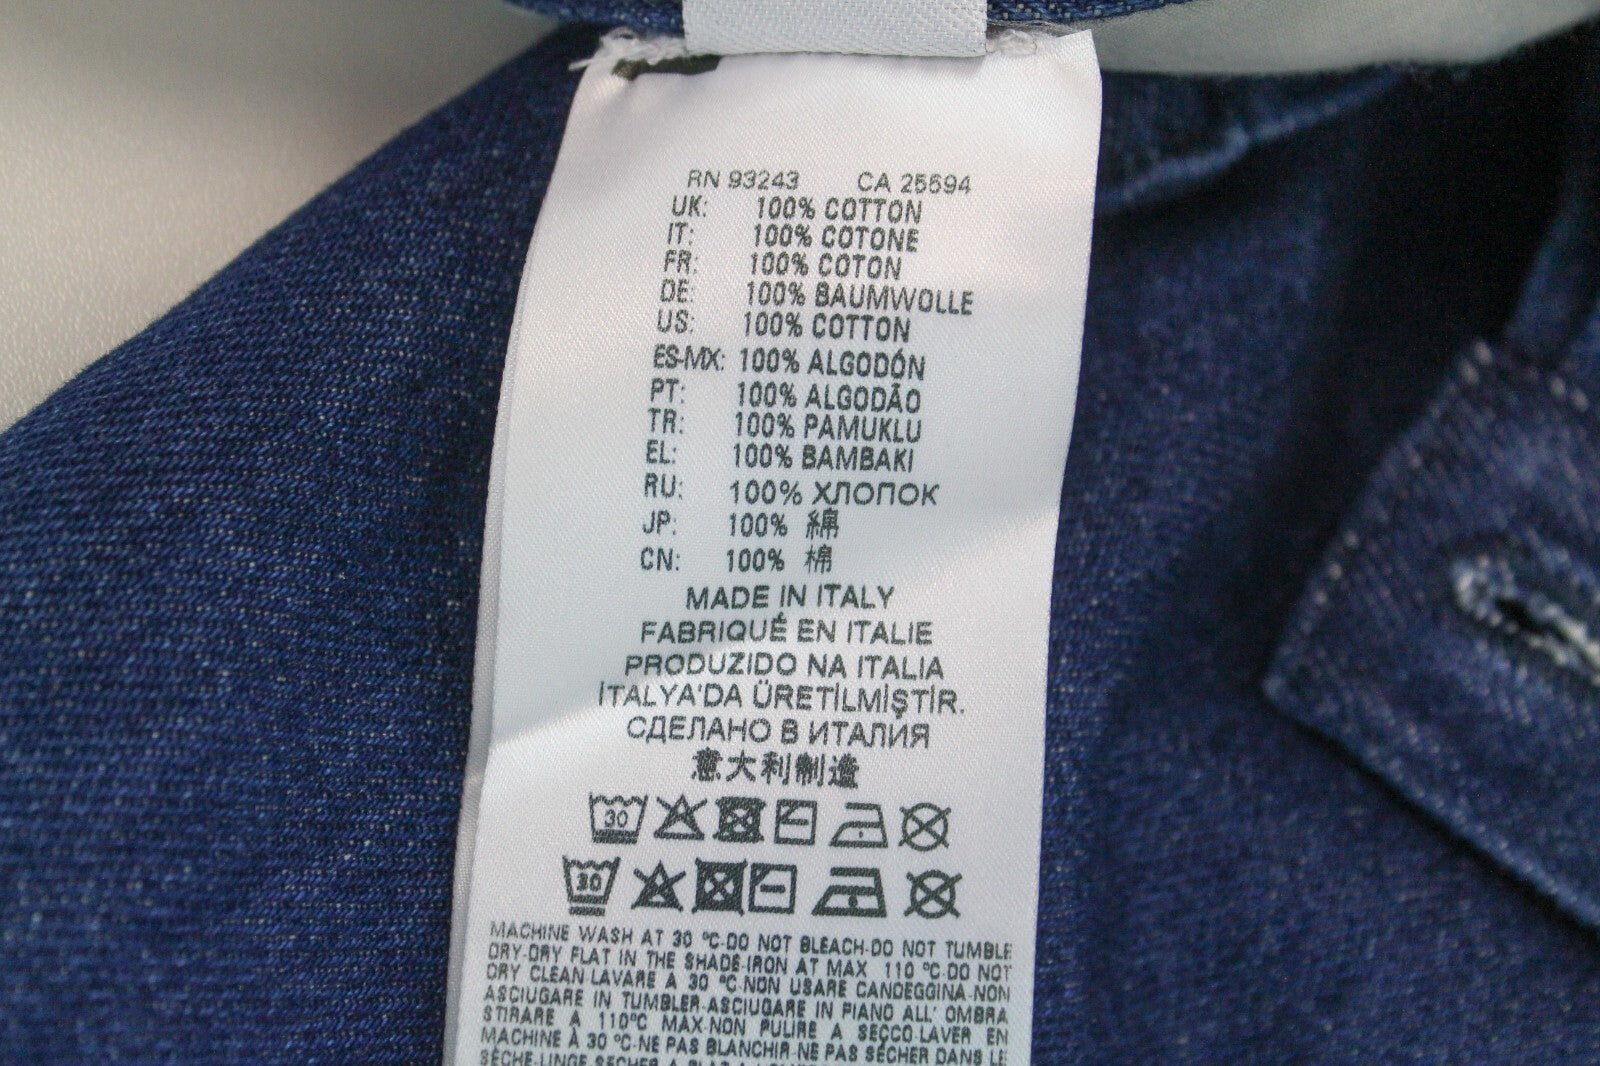 RN 93243 CA 25594
UK: 100% COTTON
IT: 100% COTONE
FR: 100% COTON
DE: 100% BAUMWOLLE
US: 100% COTTON
ES-MX: 100% ALGODÓN
PT: 100% ALGODÃO
TR: 100% PAMUKLU
EL: 100% BAMBAKI
RU: 100% ХЛОПОК
JP: 100% 綿
CN: 100% 棉
MADE IN ITALY
FABRIQUÉ EN ITALIE
PRODUZIDO NA ITALIA
İTALYA'DA ÜRETİLMİŞTİR.
СДЕЛАНО В ИТАЛИЯ
意大利制造
30
30
MACHINE WASH AT 30 °C-DO NOT BLEACH-DO NOT TUMBLE
DRY-DRY FLAT IN THE SHADE-IRON AT MAX 110 °C-DO NOT
DRY CLEAN-LAVARE A 30 °C-NON USARE CANDEGGINA-NON
ASCIUGARE IN TUMBLER-ASCIUGARE IN PIANO ALL' OMBRA
STIRARE A 110°C MAX-NON PULIRE A SECCO-LAVER EN
MACHINE À 30 °C-NE PAS BLANCHIR-NE PAS SÉCHER DANS LE
SÈCHE-LINGE SÉCHER A PLAT A L'